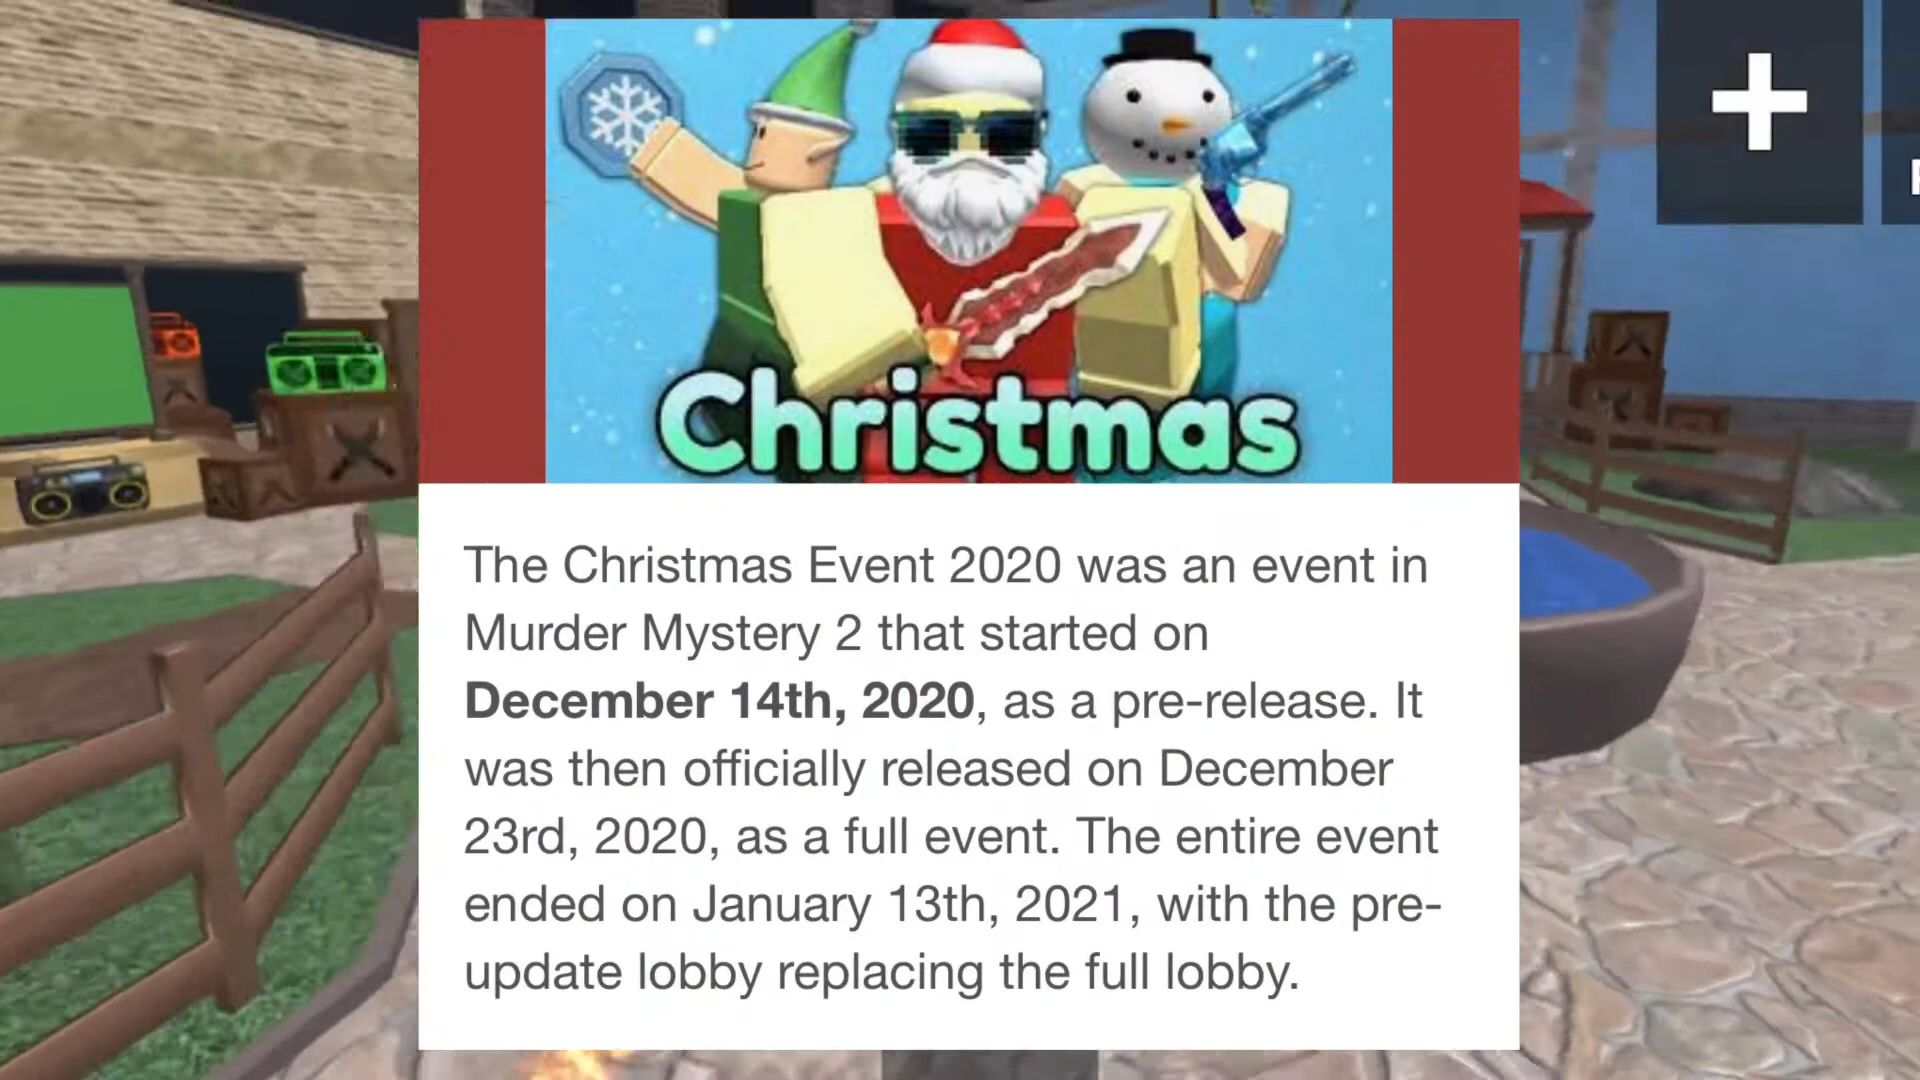 Christmas
The Christmas Event 2020 was an event in
Murder Mystery 2 that started on
December 14th, 2020, as a pre-release. It
was then officially released on December
23rd, 2020, as a full event. The entire event
ended on January 13th, 2021, with the pre-
update lobby replacing the full lobby.